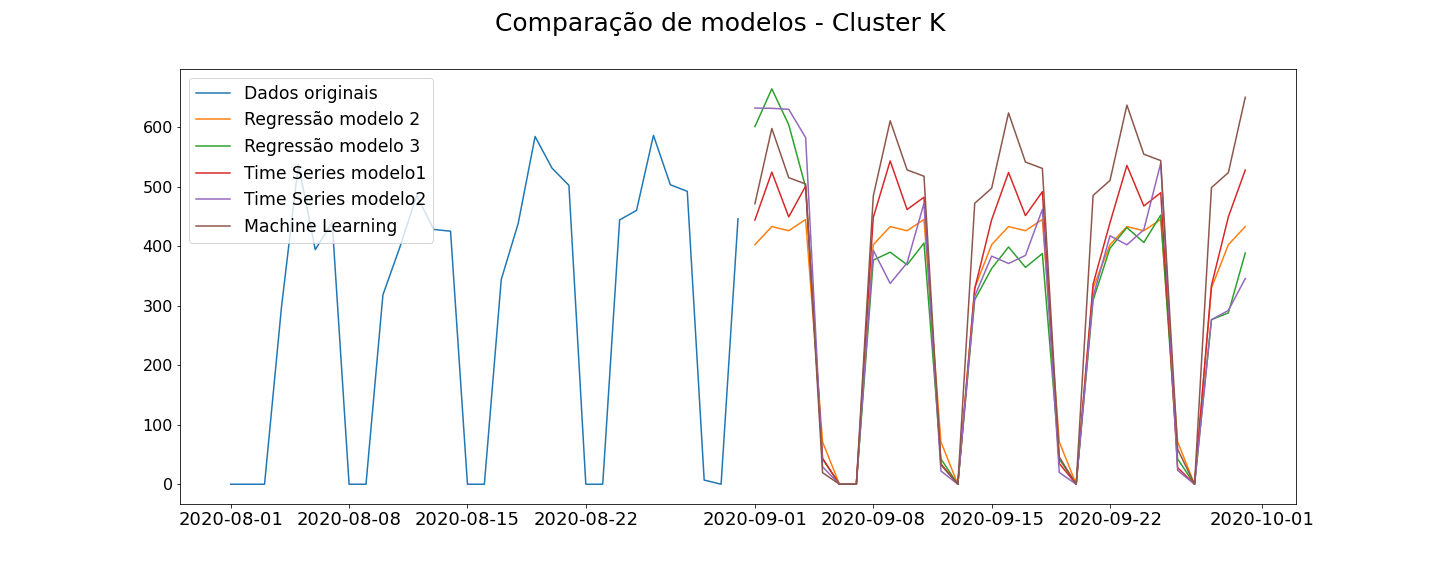 Comparação de modelos - Cluster K
Dados originais
Regressão modelo 2
Regressão modelo 3
Time Series modelo1
Time Series modelo2
Machine Learning
600
500
400
300
200
100
0
2020-08-01 2020-08-08 2020-08-15 2020-08-22 2020-09-01 2020-09-08 2020-09-15 2020-09-22 2020-10-01